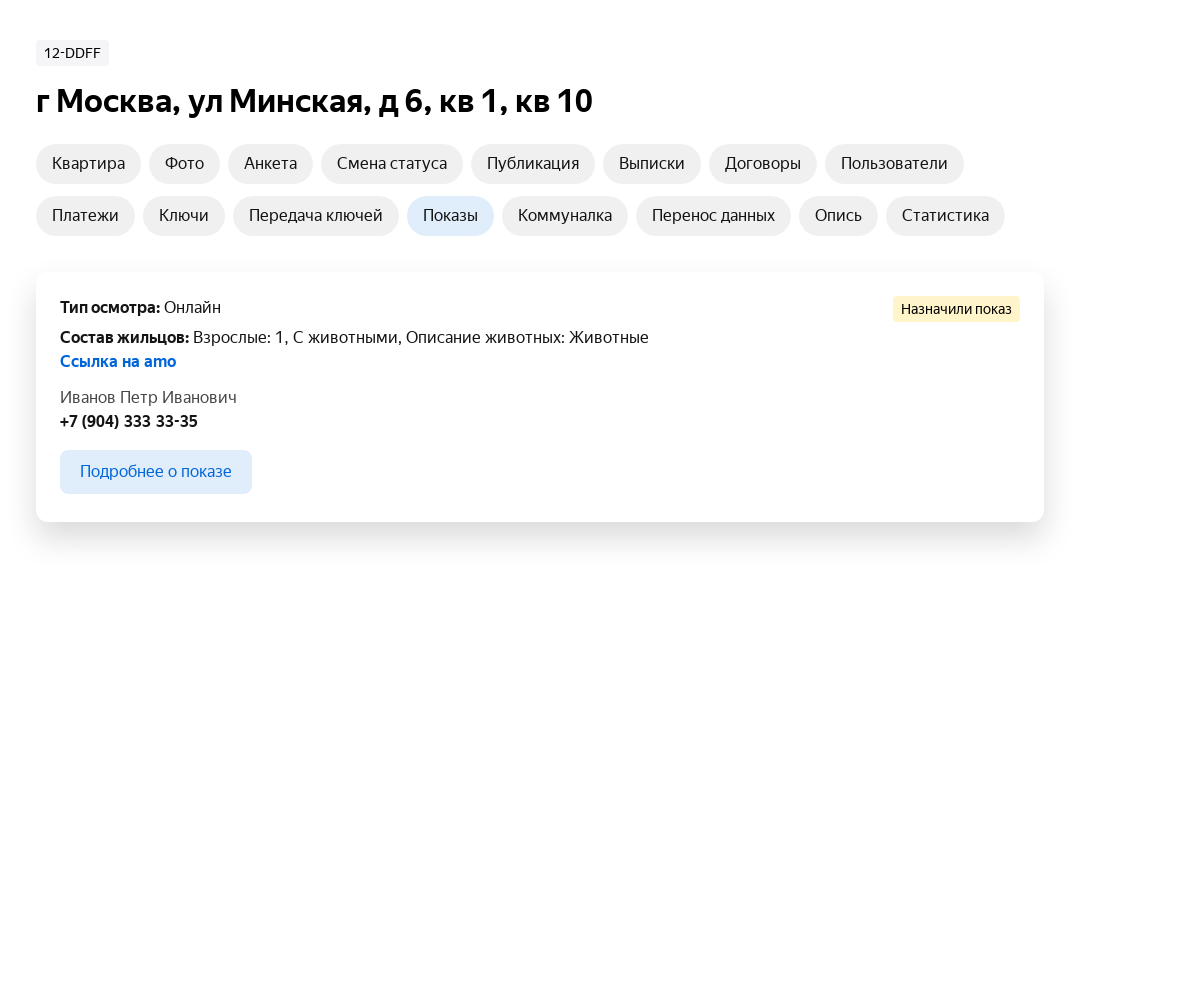 12-DDFF
г Москва, ул Минская, д 6, кв 1, кв 10
Квартира Фото Анкета Смена статуса Публикация Выписки Договоры Пользователи
Платежи Ключи Передача ключей Показы Коммуналка Перенос данных Опись Статистика
Тип осмотра: Онлайн Назначили показ
Состав жильцов: Взрослые: 1, С животными, Описание животных: Животные
Ссылка на amo
Иванов Петр Иванович
+7 (904) 333 33-35
Подробнее о показе